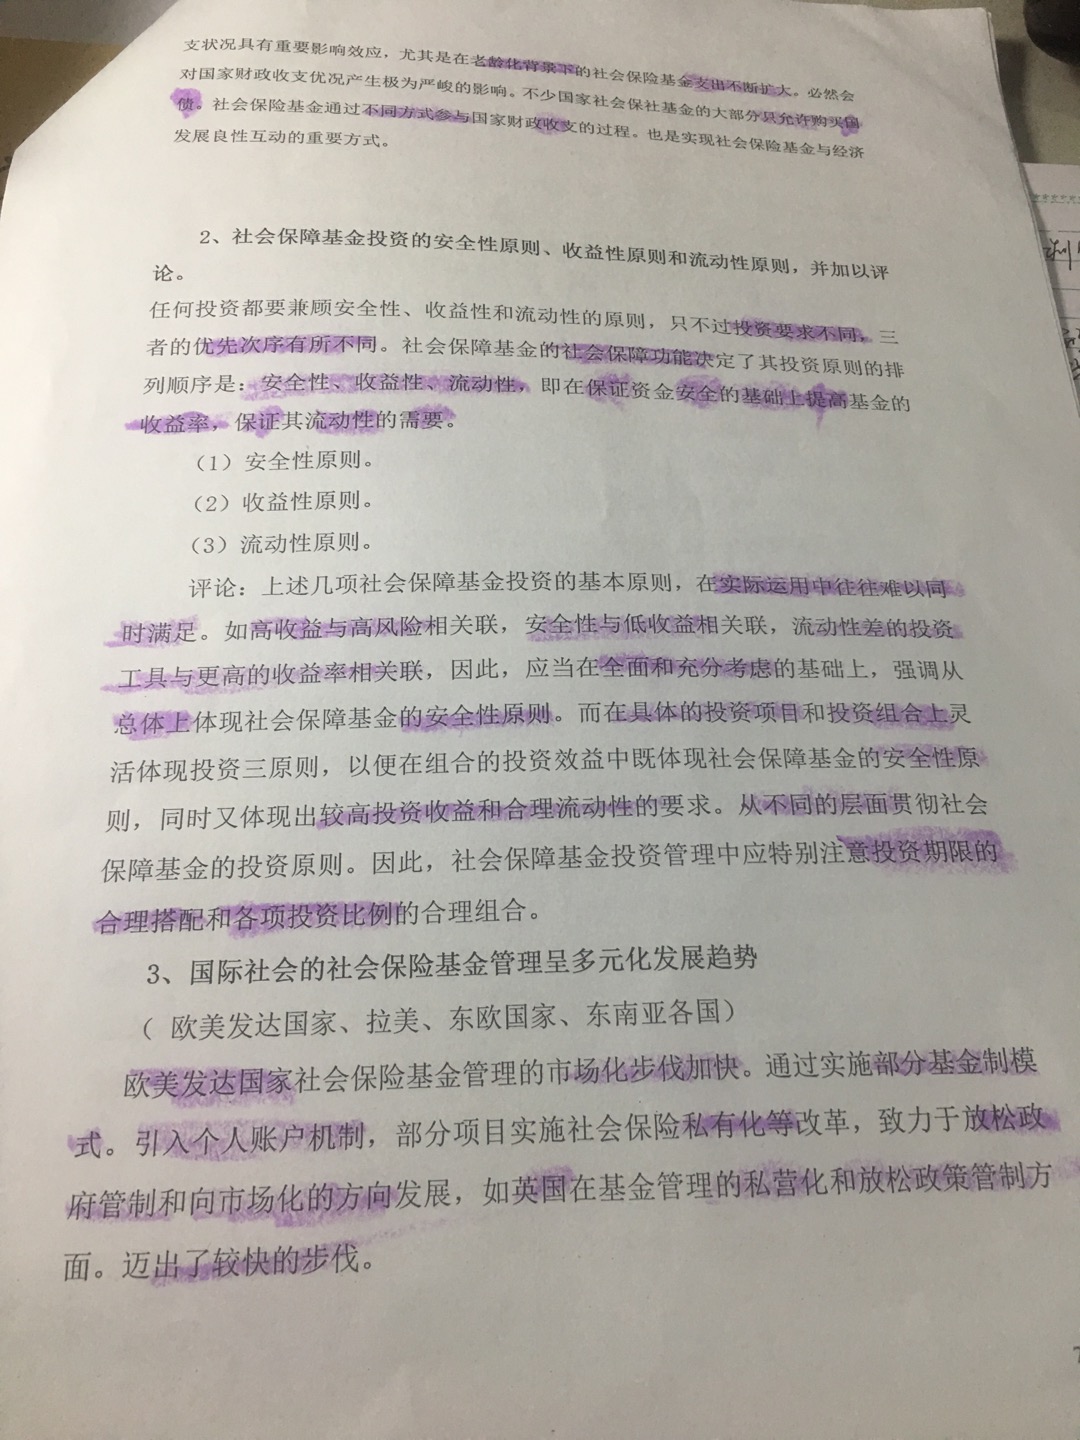 支状况具有重要影响效应，尤其是在老龄化背景下的社会保险基金支出不断扩大。必然会
对国家财政收支优况产生极为严峻的影响。不少国家社会保社基金的大部分只允许购买国
债。社会保险基金通过不同方式参与国家财政收支的过程。也是实现社会保险基金与经济
发展良性互动的重要方式。
2、社会保障基金投资的安全性原则、收益性原则和流动性原则，并加以评
论。
任何投资都要兼顾安全性、收益性和流动性的原则，只不过投资要求不同，三
者的优先次序有所不同。社会保障基金的社会保障功能决定了其投资原则的排
列顺序是：安全性、收益性、流动性，即在保证资金安全的基础上提高基金的
收益率，保证其流动性的需要。
（1）安全性原则。
（2）收益性原则。
（3）流动性原则。
评论：上述几项社会保障基金投资的基本原则，在实际运用中往往难以同
时满足。如高收益与高风险相关联，安全性与低收益相关联，流动性差的投资
工具与更高的收益率相关联，因此，应当在全面和充分考虑的基础上，强调从
总体上体现社会保障基金的安全性原则。而在具体的投资项目和投资组合上灵
活体现投资三原则，以便在组合的投资效益中既体现社会保障基金的安全性原
则，同时又体现出较高投资收益和合理流动性的要求。从不同的层面贯彻社会
保障基金的投资原则。因此，社会保障基金投资管理中应特别注意投资期限的
合理搭配和各项投资比例的合理组合。
3、国际社会的社会保险基金管理呈多元化发展趋势
（ 欧美发达国家、拉美、东欧国家、东南亚各国）
欧美发达国家社会保险基金管理的市场化步伐加快。通过实施部分基金制模
式。引入个人账户机制，部分项目实施社会保险私有化等改革，致力于放松政
府管制和向市场化的方向发展，如英国在基金管理的私营化和放松政策管制方
面。迈出了较快的步伐。